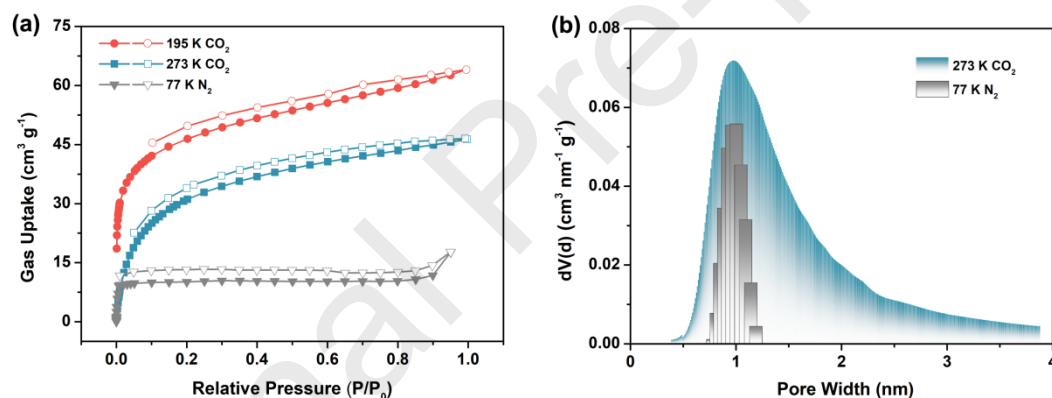 (a)
75
60
45
30
15
0
Gas Uptake (cm³ g⁻¹)
195 K CO₂
273 K CO₂
77 K N₂
0.0 0.2 0.4 0.6 0.8 1.0
Relative Pressure (P/P₀)
(b)
0.08
0.06
0.04
0.02
0.00
dV(d) (cm³ nm⁻¹ g⁻¹)
273 K CO₂
77 K N₂
0 1 2 3 4
Pore Width (nm)
nal Pre-p